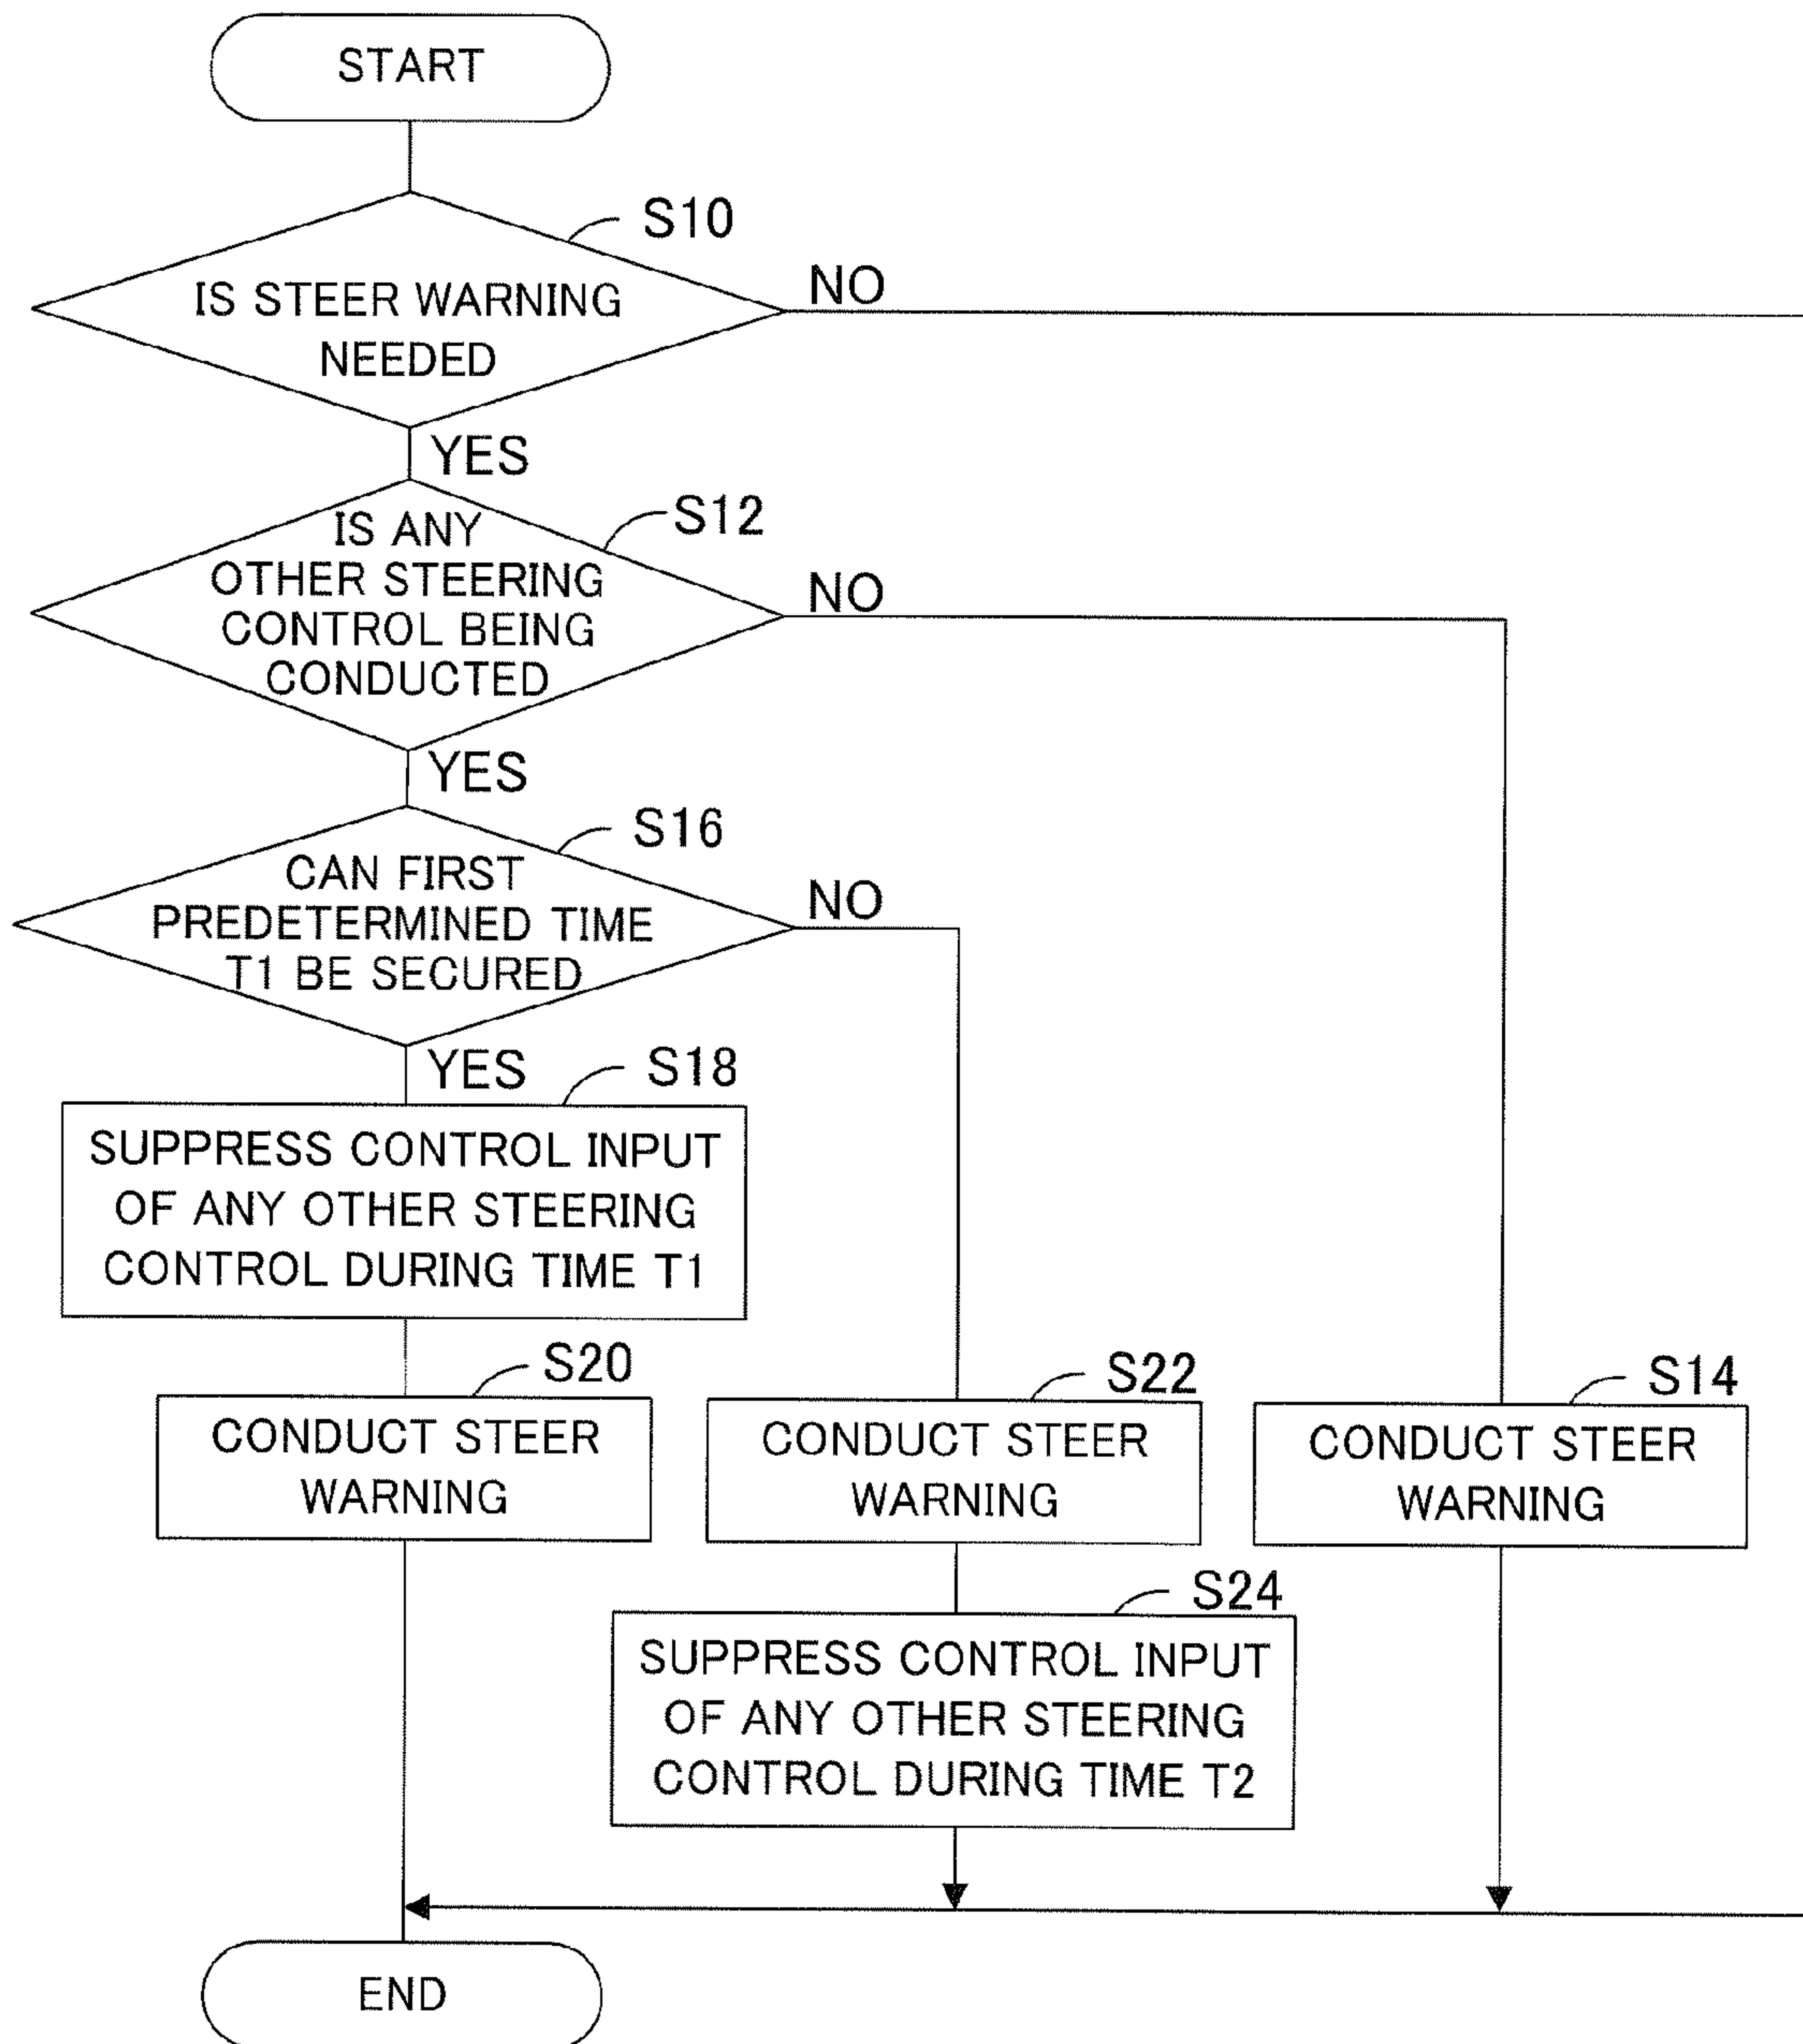 START
S10
IS STEER WARNING
NEEDED
NO
YES
S12
IS ANY
OTHER STEERING
CONTROL BEING
CONDUCTED
NO
YES
S16
CAN FIRST
PREDETERMINED TIME
T1 BE SECURED
NO
YES
S18
SUPPRESS CONTROL INPUT
OF ANY OTHER STEERING
CONTROL DURING TIME T1
S20
CONDUCT STEER
WARNING
S22
CONDUCT STEER
WARNING
S14
CONDUCT STEER
WARNING
S24
SUPPRESS CONTROL INPUT
OF ANY OTHER STEERING
CONTROL DURING TIME T2
END